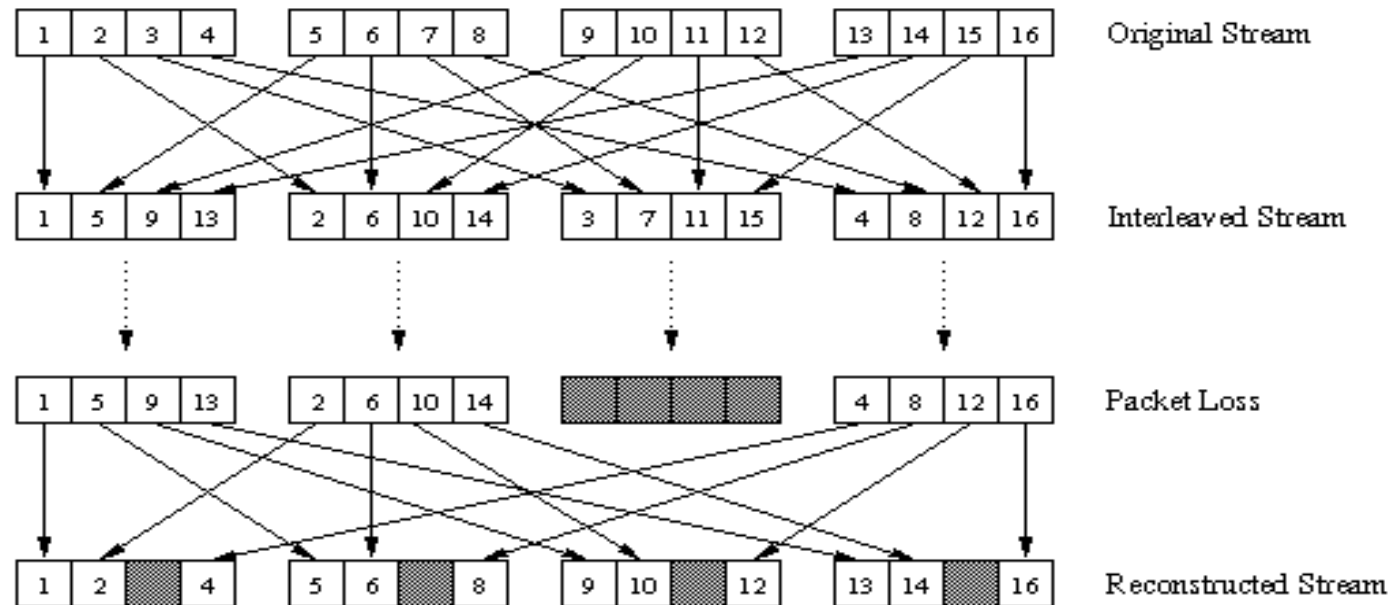 1 2 3 4 5 6 7 8 9 10 11 12 13 14 15 16 Original Stream
1 5 9 13 2 6 10 14 3 7 11 15 4 8 12 16 Interleaved Stream
1 5 9 13 2 6 10 14 4 8 12 16 Packet Loss
1 2 4 5 6 8 9 10 12 13 14 16 Reconstructed Stream